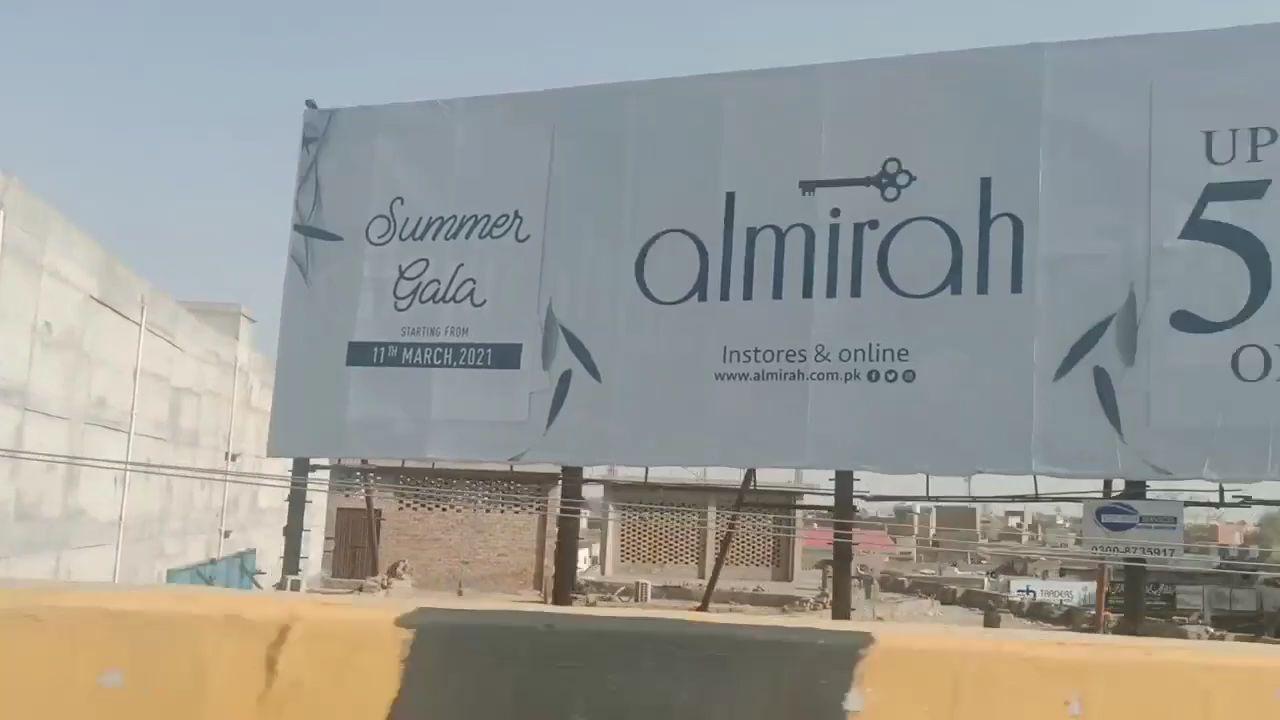 Summer
Gala
STARTING FROM
11TH MARCH, 2021
almirah
Instores & online
www.almirah.com.pk
UP
5
SERVICES
0300-8735917
TRADERS